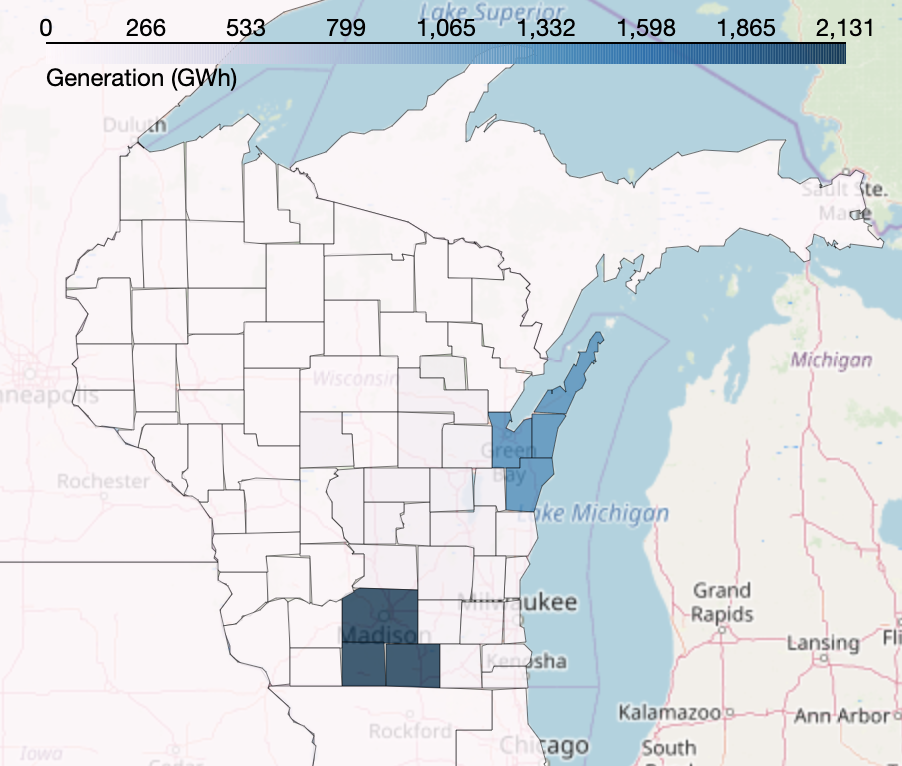 Lake Superior
0 266 533 799 1,065 1,332 1,598 1,865 2,131
Generation (GWh)
Duluth
Sault Ste.
Marie
Michigan
Wisconsin
nneapolis
Green
Bay
Rochester
Lake Michigan
Grand
Rapids
Milwaukee
Madison
Lansing
Fli
Kenosha
Kalamazoo
Ann Arbor
Rockford
Chicago
South
Iowa
Cedar